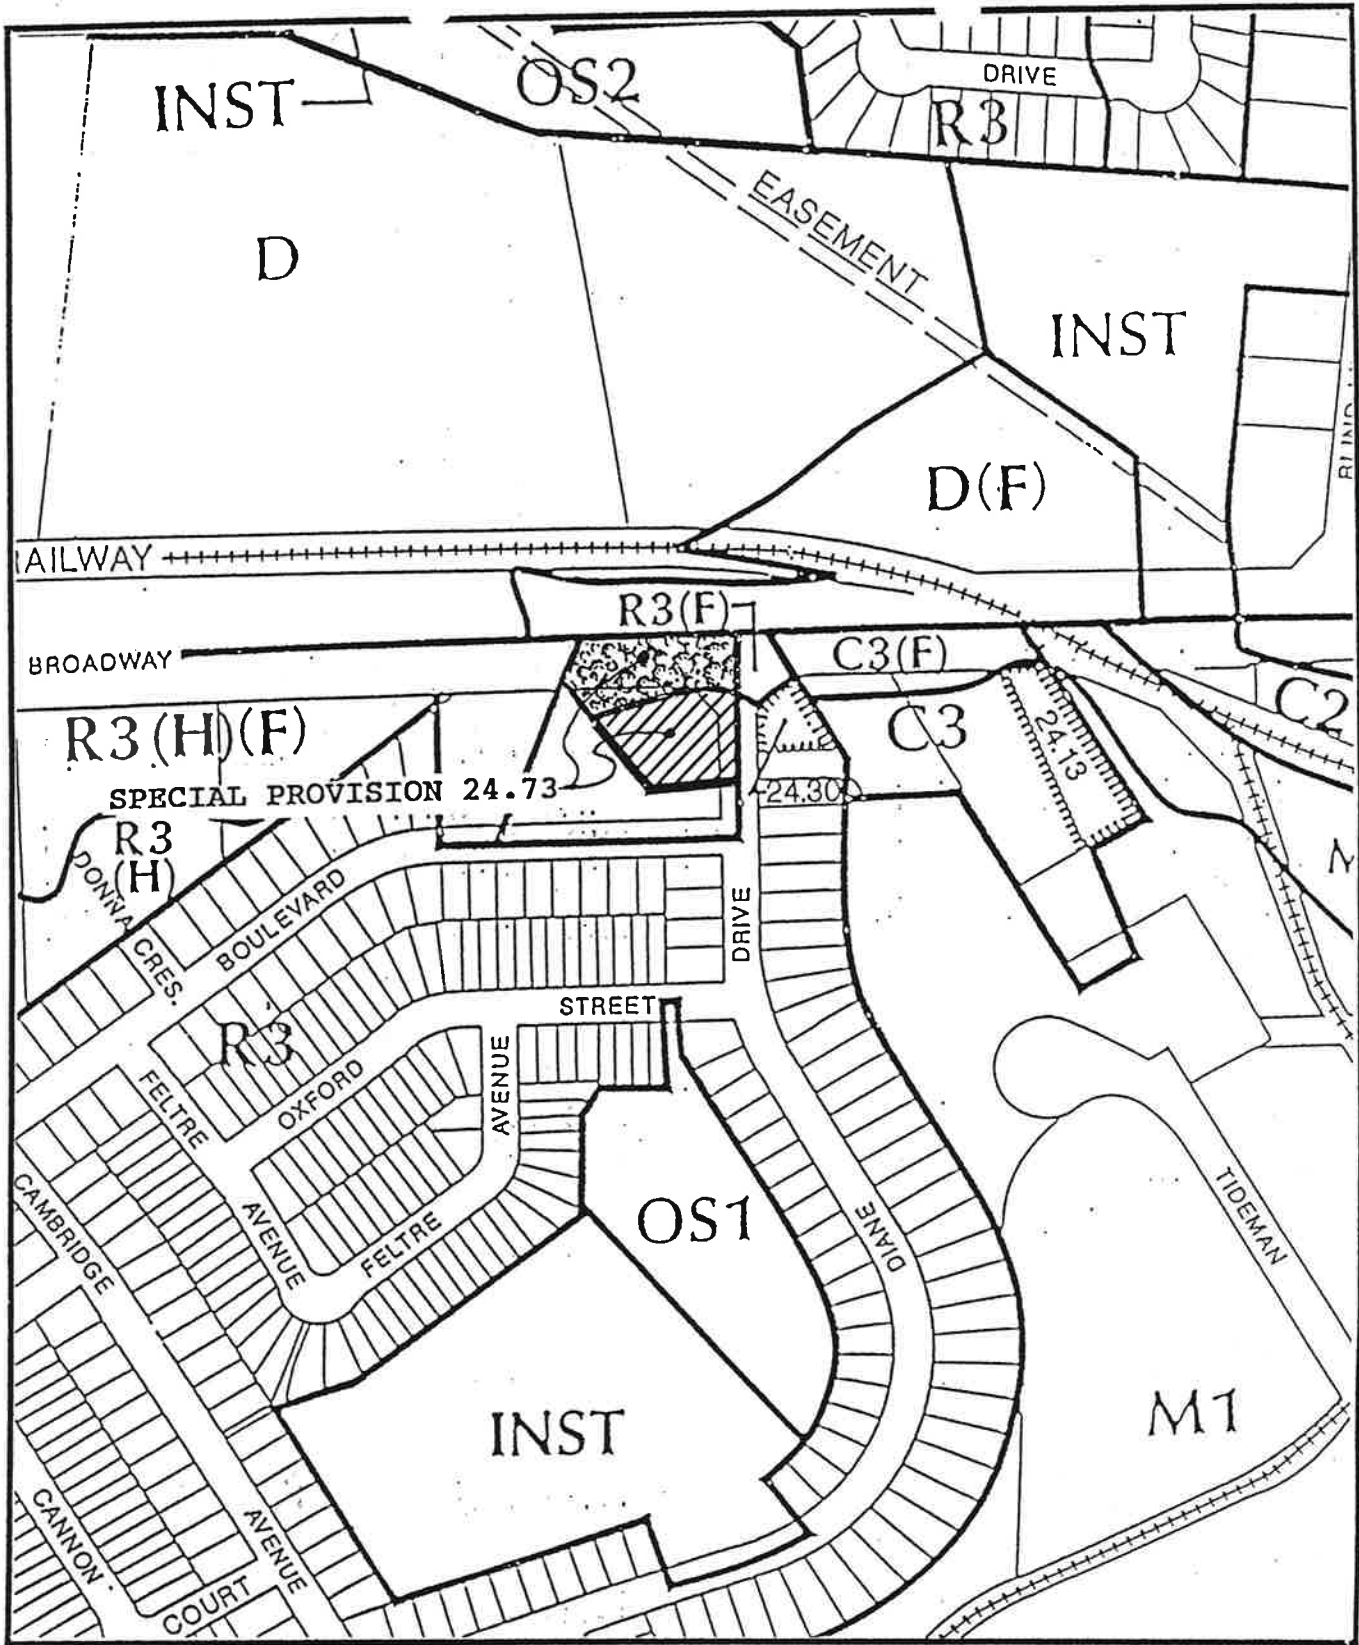 INST
OS2
DRIVE
R3
D
EASEMENT
INST
D(F)
AILWAY
R3(F)
BROADWAY
C3(F)
R3(H)(F)
C3
24.13
C2
SPECIAL PROVISION 24.73
24.30
R3
(H)
DONNA
CRES.
BOULEVARD
DRIVE
STREET
R3
FELTRE
OXFORD
AVENUE
CAMBRIDGE
AVENUE
FELTRE
OS1
DIANE
TIDEMAN
INST
M1
CANNON
AVENUE
COURT